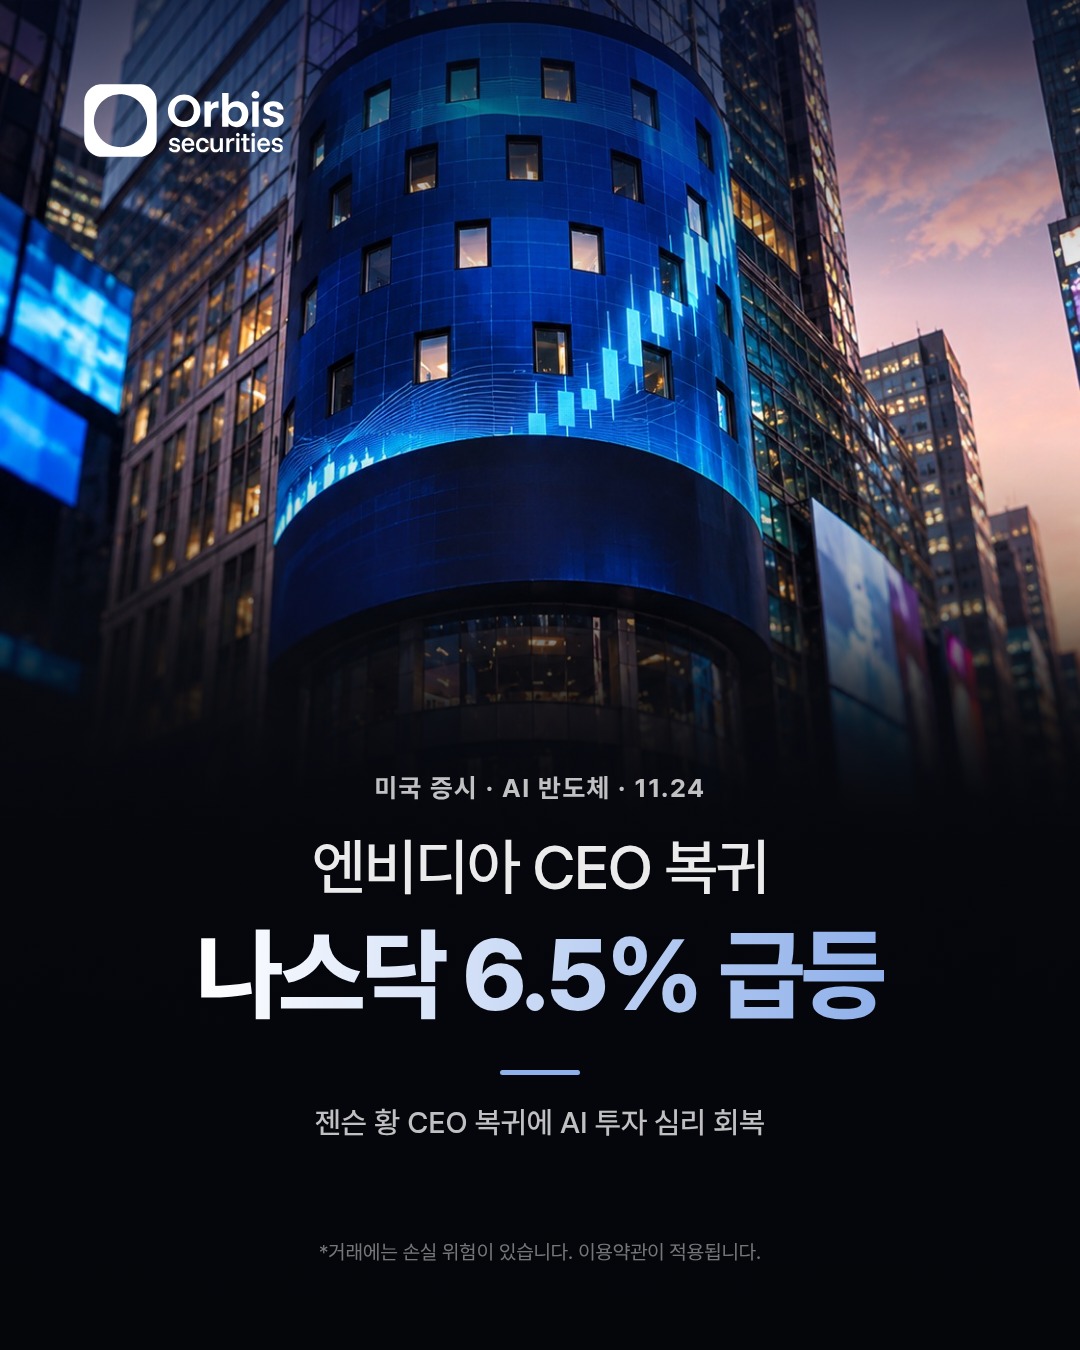 Orbis
securities
미국 증시 · AI 반도체 · 11.24
엔비디아 CEO 복귀
나스닥 6.5% 급등
젠슨 황 CEO 복귀에 AI 투자 심리 회복
*거래에는 손실 위험이 있습니다. 이용약관이 적용됩니다.